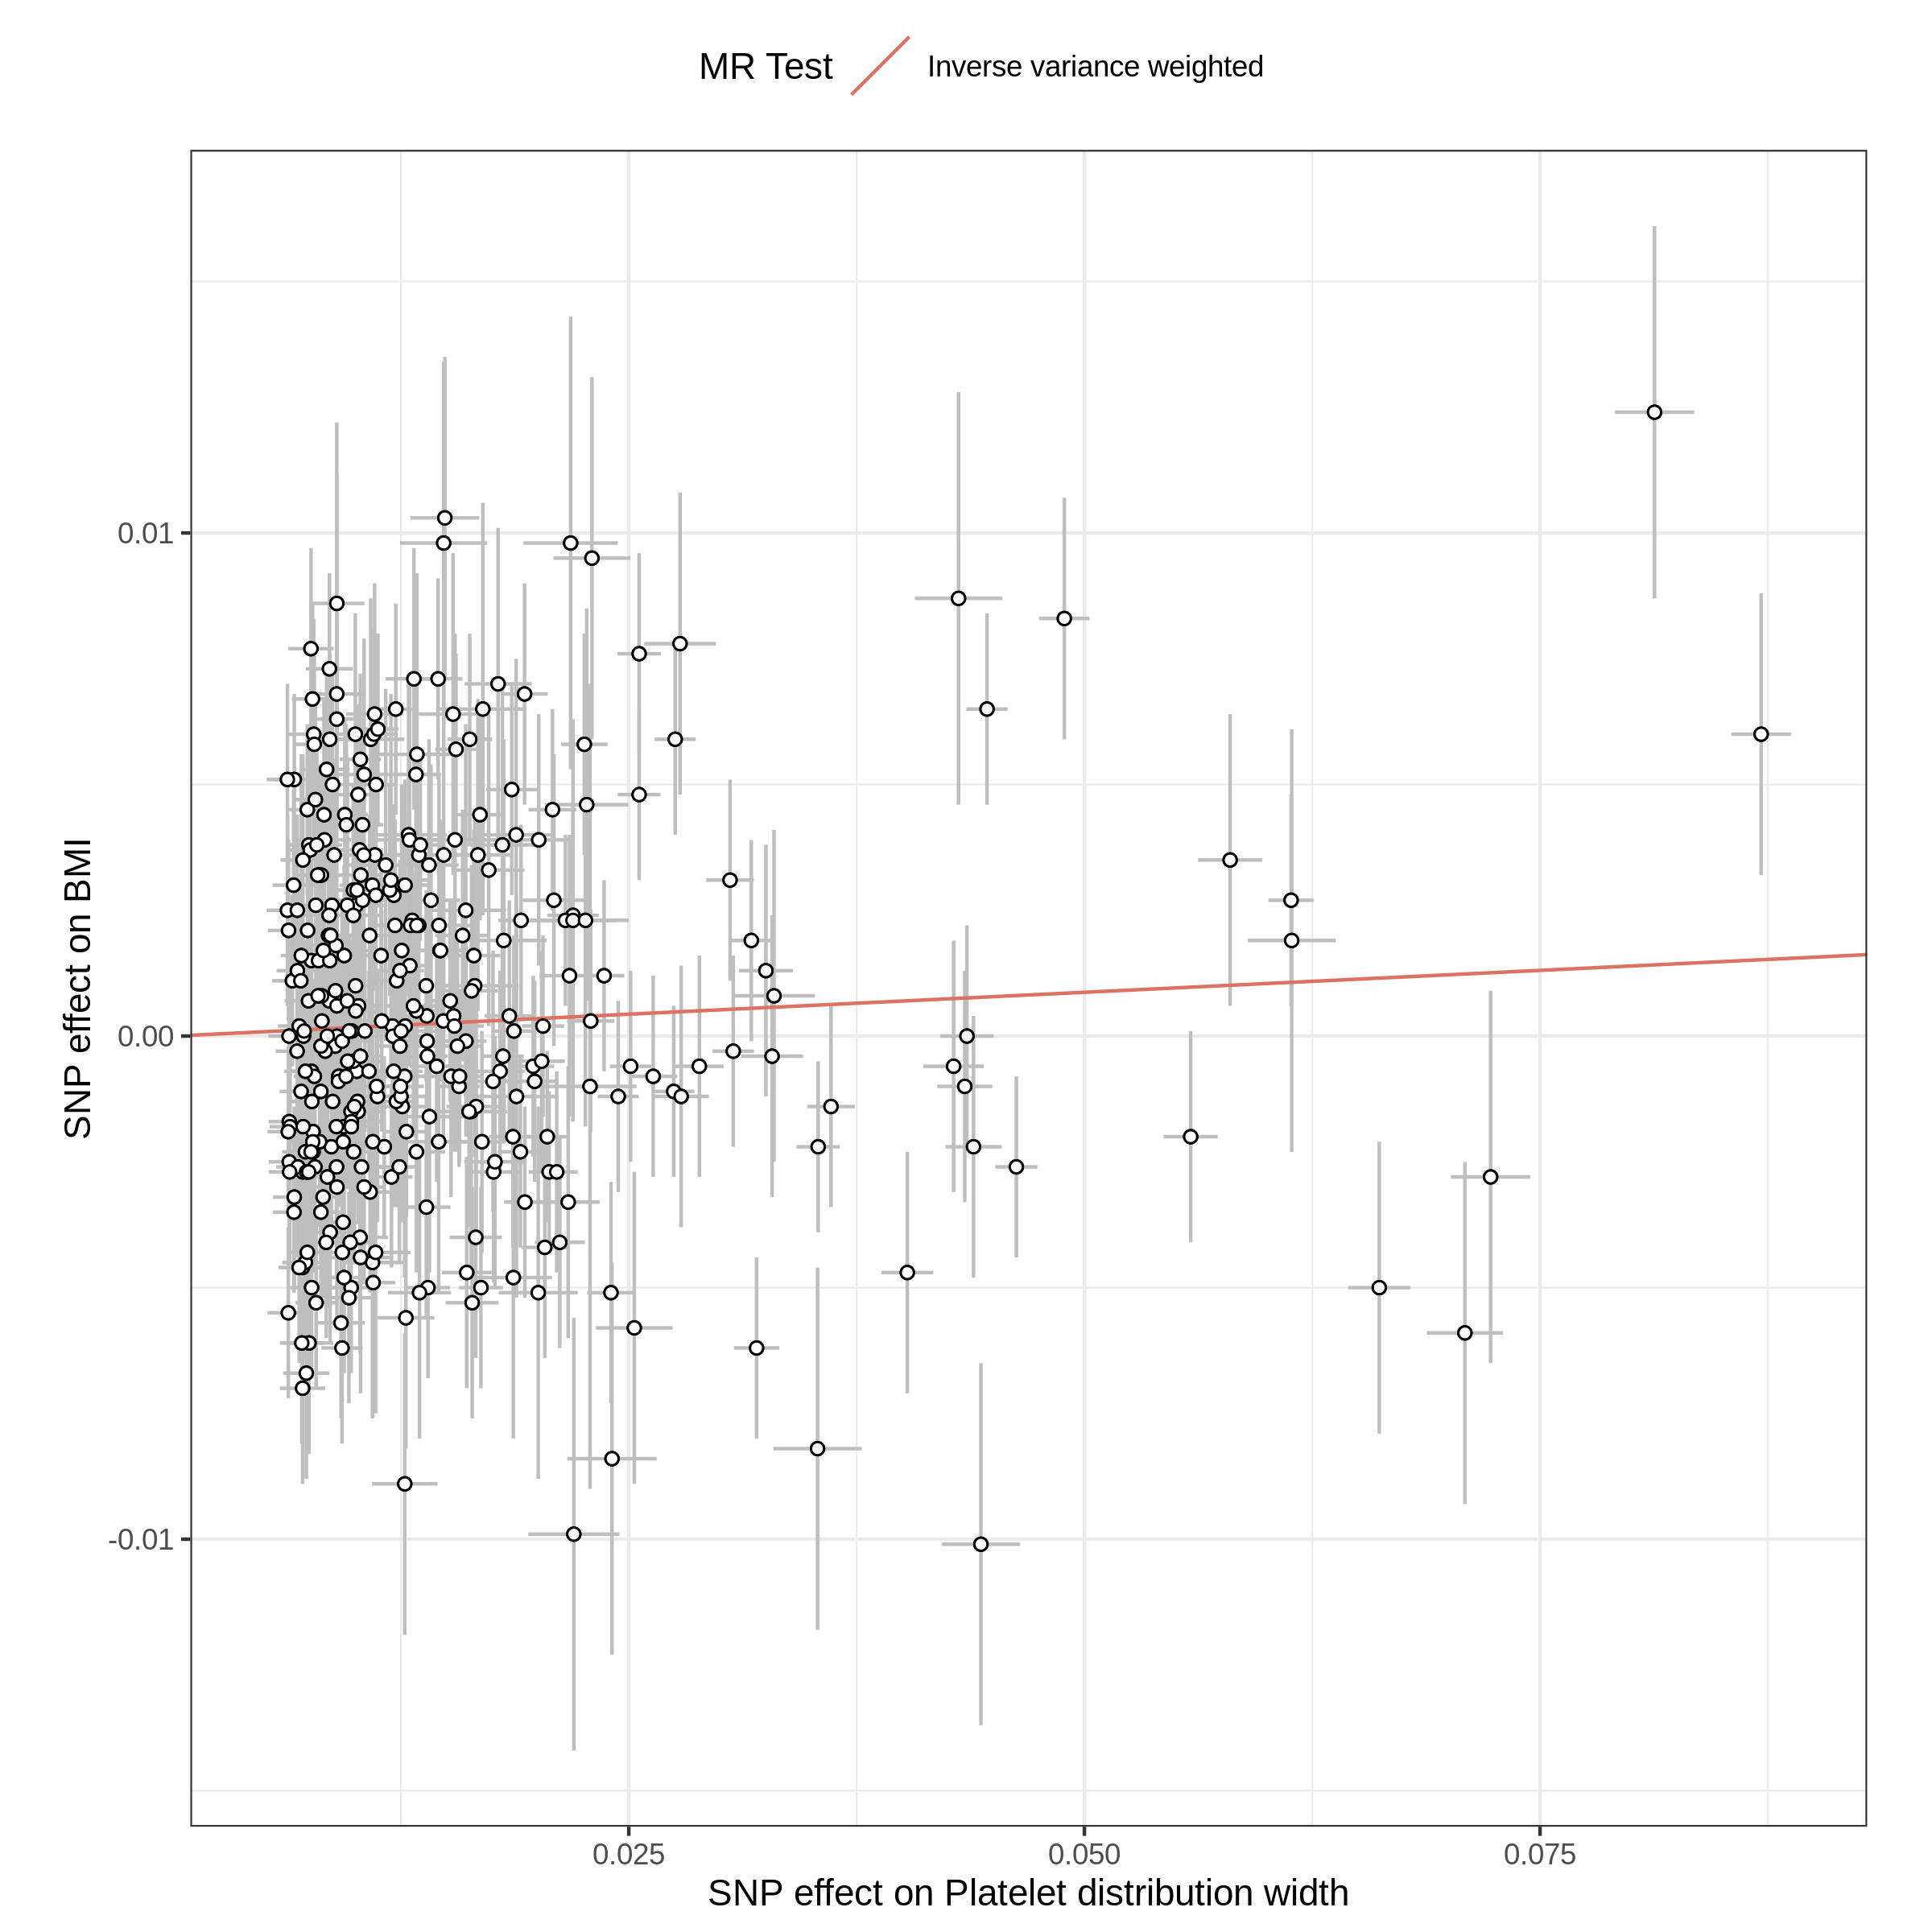 MR Test Inverse variance weighted
SNP effect on BMI
0.01
0.00
-0.01
0.025 0.050 0.075
SNP effect on Platelet distribution width